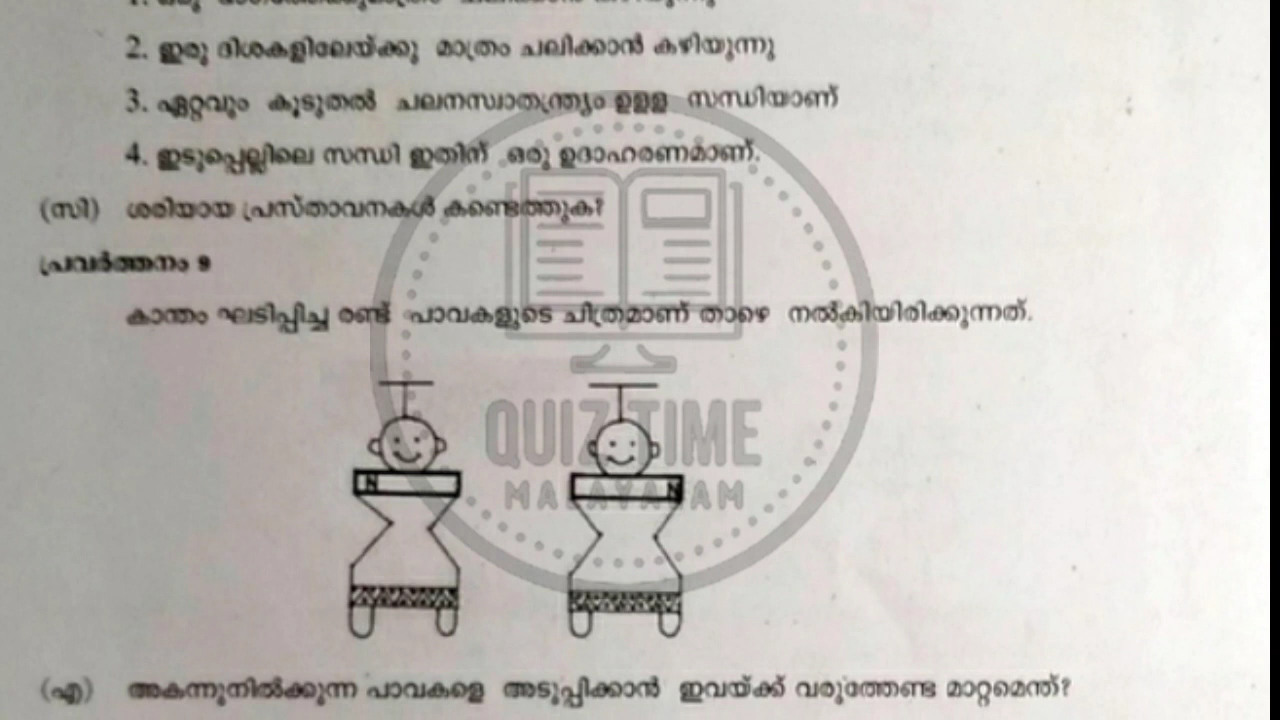 2. ഇരു ദിശകളിലേയ്ക്കു മാത്രം ചലിക്കാൻ കഴിയുന്നു
3. ഏറ്റവും കൂടുതൽ ചലനസ്വാതന്ത്ര്യം ഉള്ള സന്ധിയാണ്
4. ഇടുപ്പെല്ലിലെ സന്ധി ഇതിന് ഒരു ഉദാഹരണമാണ്.
(സി) ശരിയായ പ്രസ്താവനകൾ കണ്ടെത്തുക?
പ്രവർത്തനം 9
കാന്തം ഘടിപ്പിച്ച രണ്ട് പാവകളുടെ ചിത്രമാണ് താഴെ നൽകിയിരിക്കുന്നത്.
QUIZ TIME
MALAYALAM
N
N
(എ) അകന്നുനിൽക്കുന്ന പാവകളെ അടുപ്പിക്കാൻ ഇവയ്ക്ക് വരുത്തേണ്ട മാറ്റമെന്ത്?